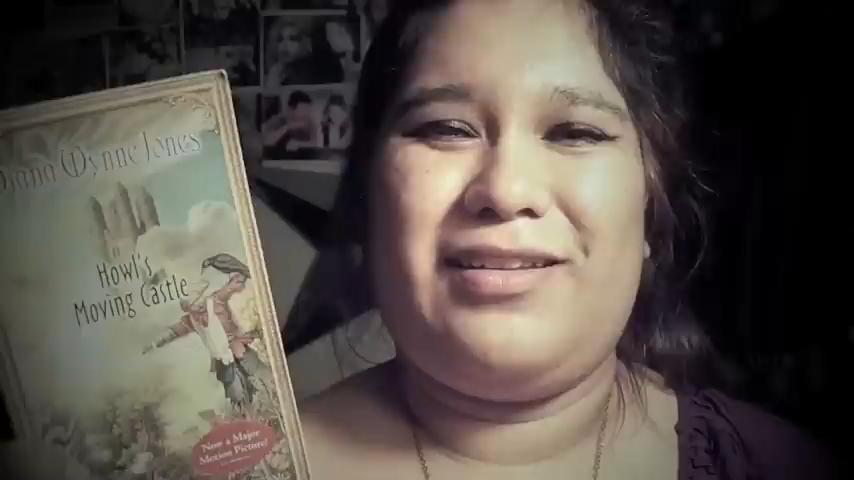 Diana Wynne Jones
Howl's
Moving Castle
Now a Major
Motion Picture!